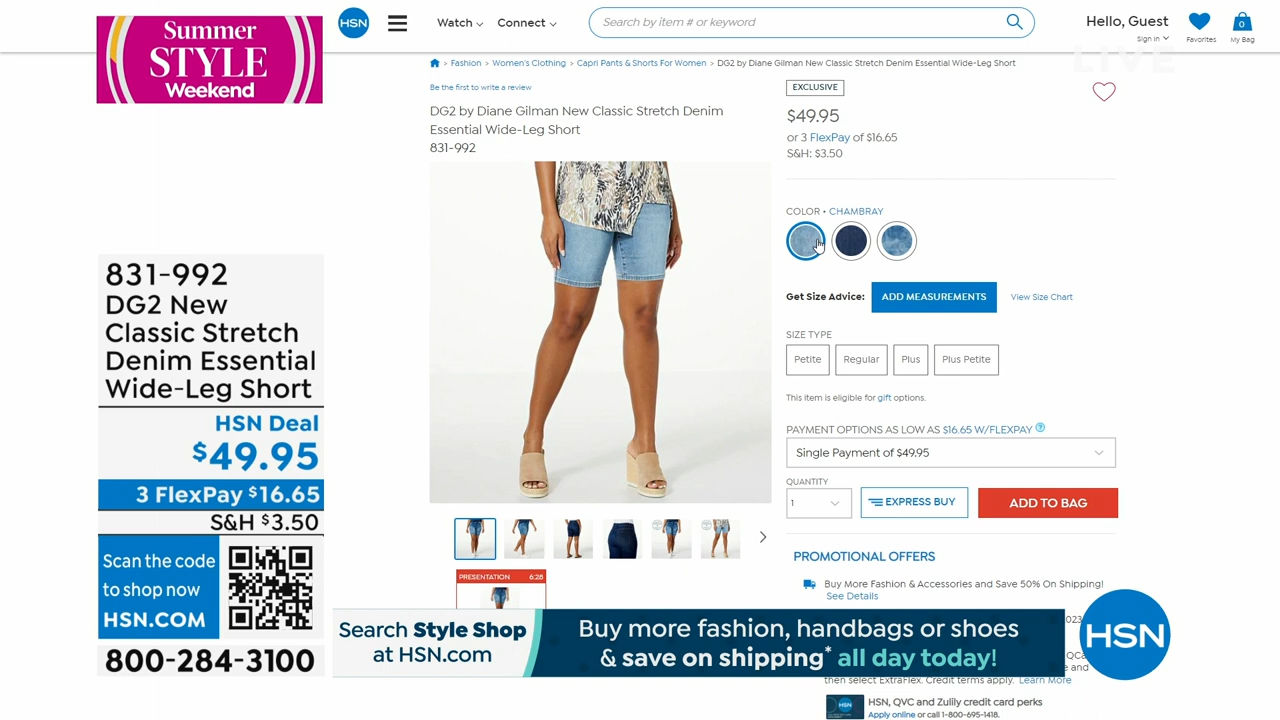 Summer
STYLE
Weekend
HSN
Watch
Connect
Search by item # or keyword
Hello, Guest
Sign in
Favorites
0
My Bag
LIVE
Fashion > Women's Clothing > Capri Pants & Shorts For Women > DG2 by Diane Gilman New Classic Stretch Denim Essential Wide-Leg Short
Be the first to write a review
DG2 by Diane Gilman New Classic Stretch Denim
Essential Wide-Leg Short
831-992
EXCLUSIVE
$49.95
or 3 FlexPay of $16.65
S&H: $3.50
COLOR • CHAMBRAY
Get Size Advice:
ADD MEASUREMENTS
View Size Chart
SIZE TYPE
Petite
Regular
Plus
Plus Petite
This item is eligible for gift options.
PAYMENT OPTIONS AS LOW AS $16.65 W/FLEXPAY ?
Single Payment of $49.95
QUANTITY
1
EXPRESS BUY
ADD TO BAG
PROMOTIONAL OFFERS
Buy More Fashion & Accessories and Save 50% On Shipping!
See Details
then select ExtraFlex. Credit terms apply. Learn More
HSN, QVC and Zulily credit card perks
Apply online or call 1-800-695-1418.
PRESENTATION 6:28
831-992
DG2 New
Classic Stretch
Denim Essential
Wide-Leg Short
HSN Deal
$49.95
3 FlexPay $16.65
S&H $3.50
Scan the code
to shop now
HSN.COM
800-284-3100
Search Style Shop
at HSN.com
Buy more fashion, handbags or shoes
& save on shipping* all day today!
HSN